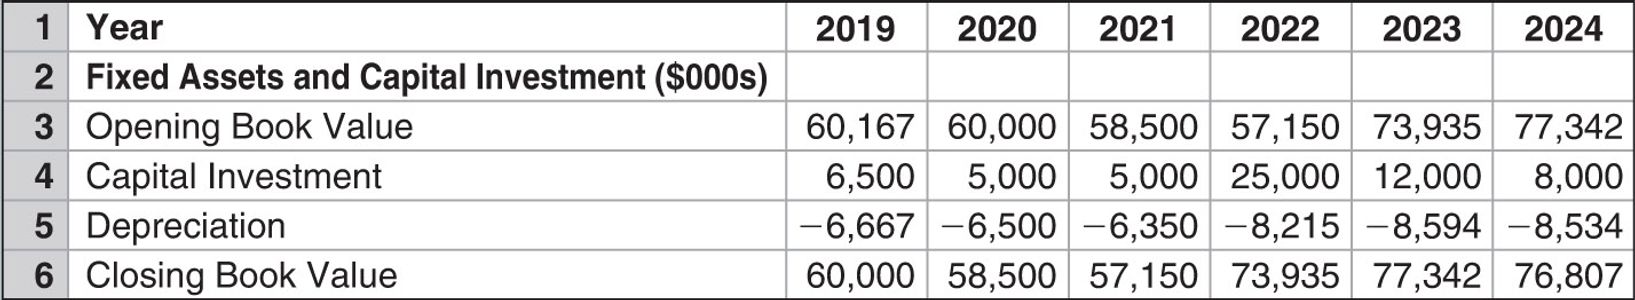 1 Year 2019 2020 2021 2022 2023 2024
2 Fixed Assets and Capital Investment ($000s)
3 Opening Book Value 60,167 60,000 58,500 57,150 73,935 77,342
4 Capital Investment 6,500 5,000 5,000 25,000 12,000 8,000
5 Depreciation −6,667 −6,500 −6,350 −8,215 −8,594 −8,534
6 Closing Book Value 60,000 58,500 57,150 73,935 77,342 76,807